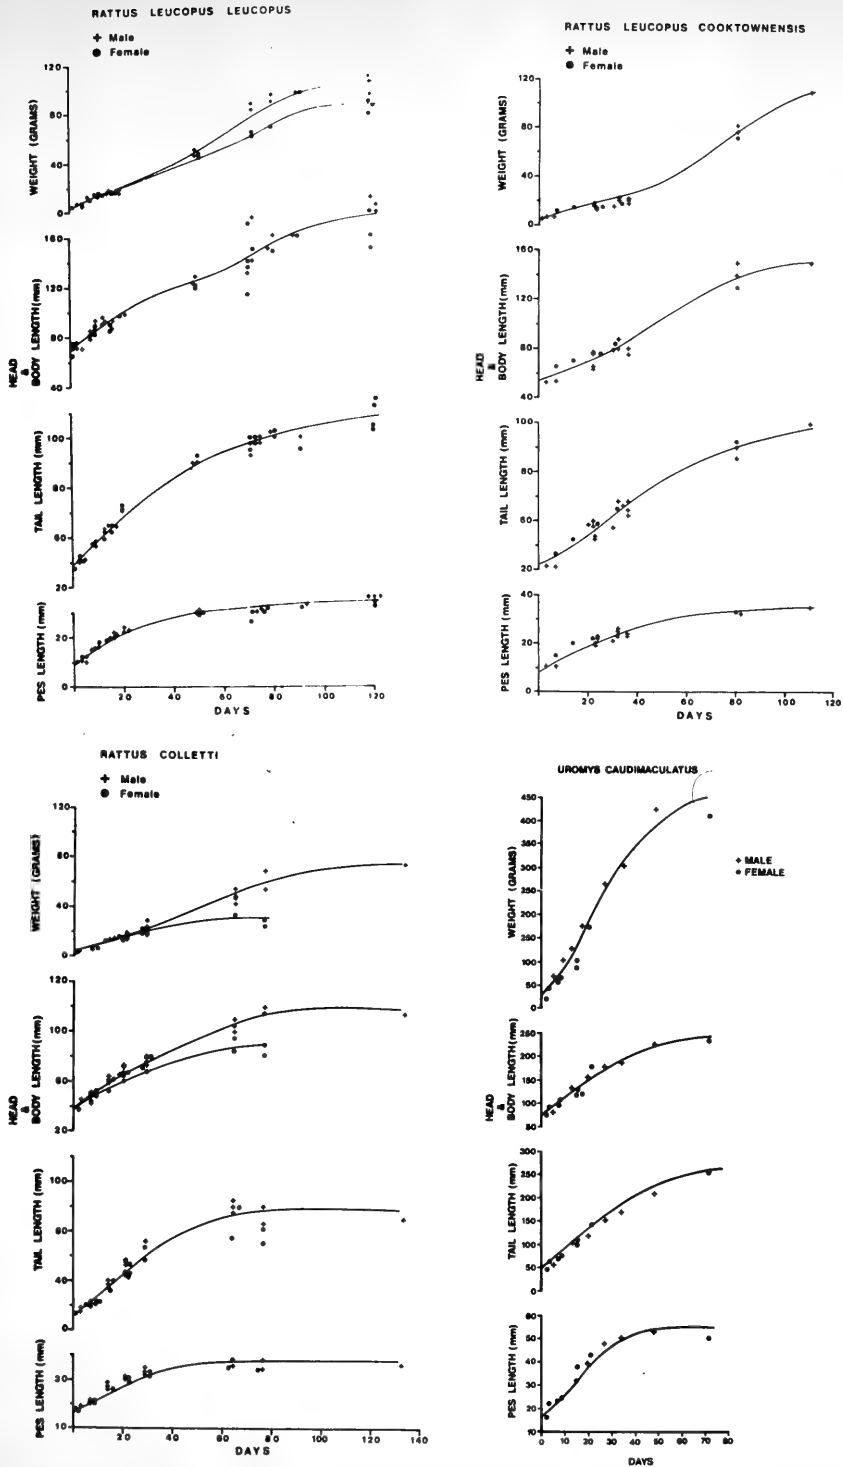 RATTUS LEUCOPUS LEUCOPUS
+ Male
● Female
WEIGHT (GRAMS)
120
80
40
0
HEAD & BODY LENGTH (mm)
160
120
80
40
TAIL LENGTH (mm)
100
80
60
20
PES LENGTH (mm)
20
0
0 20 40 60 80 100 120
DAYS
RATTUS LEUCOPUS COOKTOWNENSIS
+ Male
● Female
WEIGHT (GRAMS)
120
80
40
0
HEAD & BODY LENGTH (mm)
160
120
80
40
TAIL LENGTH (mm)
100
60
20
PES LENGTH (mm)
40
20
0
20 40 60 80 100 120
DAYS
RATTUS COLLETTI
+ Male
● Female
WEIGHT (GRAMS)
120
80
40
0
HEAD & BODY LENGTH (mm)
120
100
60
20
TAIL LENGTH (mm)
100
60
40
0
PES LENGTH (mm)
30
10
20 40 60 80 100 120 140
DAYS
UROMYS CAUDIMACULATUS
+ MALE
● FEMALE
WEIGHT (GRAMS)
450
400
350
300
250
200
150
100
50
0
HEAD & BODY LENGTH (mm)
250
200
150
100
50
TAIL LENGTH (mm)
300
250
200
150
100
50
0
PES LENGTH (mm)
60
50
40
30
20
10
0 10 20 30 40 50 60 70 80
DAYS